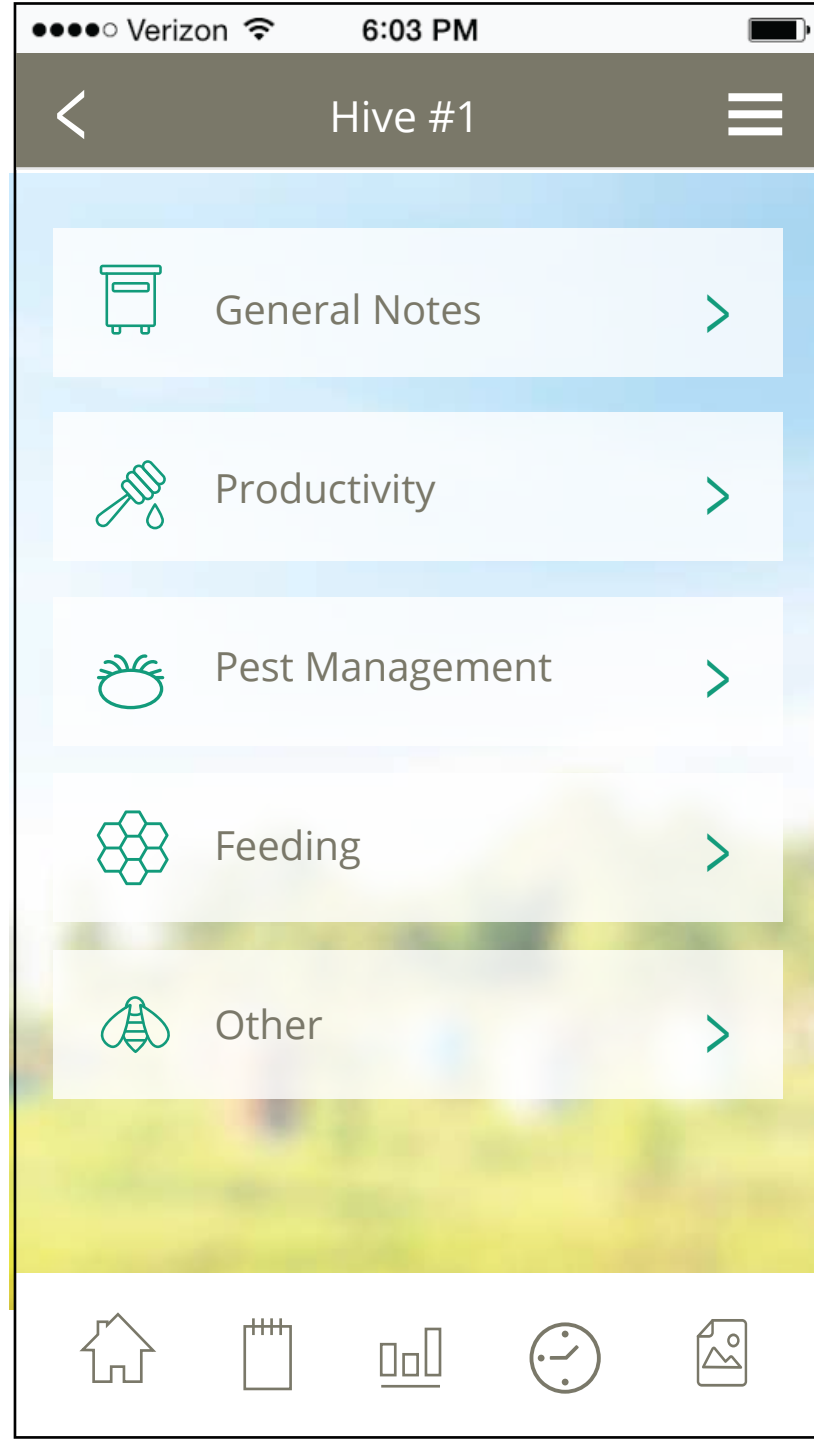 Verizon 6:03 PM
Hive #1
General Notes
Productivity
Pest Management
Feeding
Other